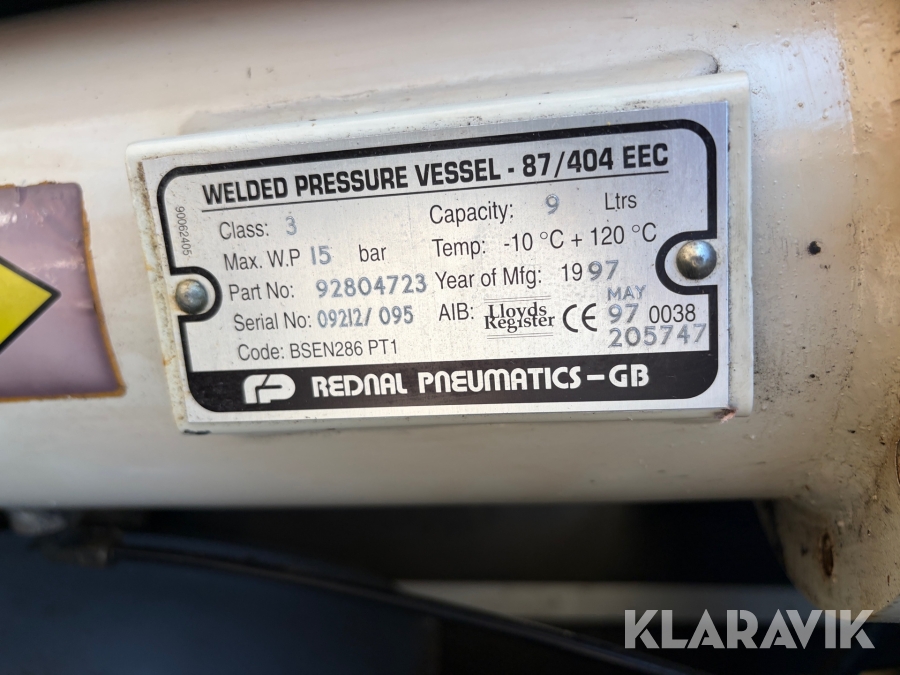 WELDED PRESSURE VESSEL - 87/404 EEC
Class: 3 Capacity: 9 Ltrs
Max. W.P 15 bar Temp: -10 °C + 120 °C
Part No: 92804723 Year of Mfg: 1997
Serial No: 09212/ 095 AIB: Lloyds Register CE MAY 97 0038
205747
Code: BSEN286 PT1
REDNAL PNEUMATICS-GB
90062405
KLARAVIK